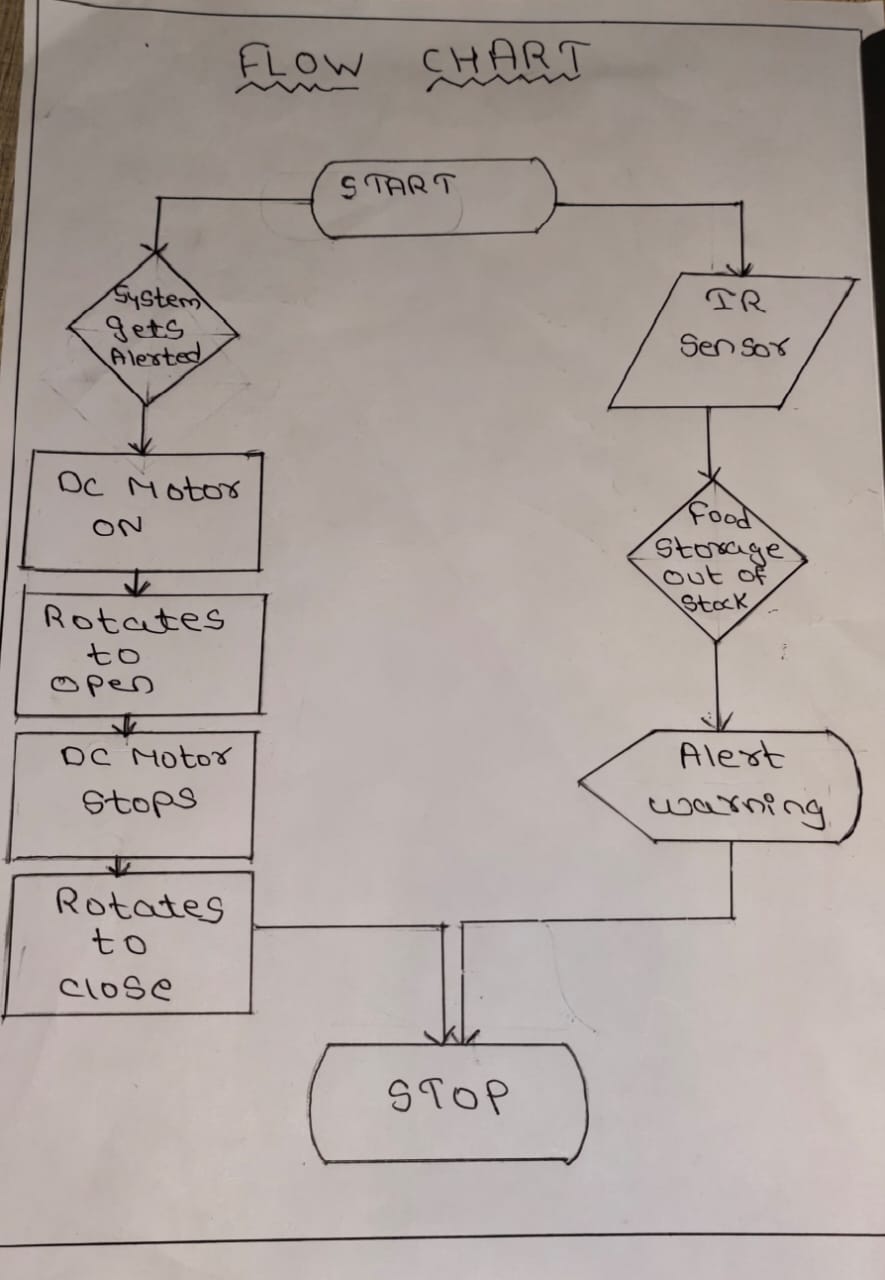 FLOW CHART
START
System
gets
Alerted
DC Motor
ON
Rotates
to
open
DC Motor
Stops
Rotates
to
close
IR
Sensor
Food
Storage
out of
Stock
Alert
warning
STOP